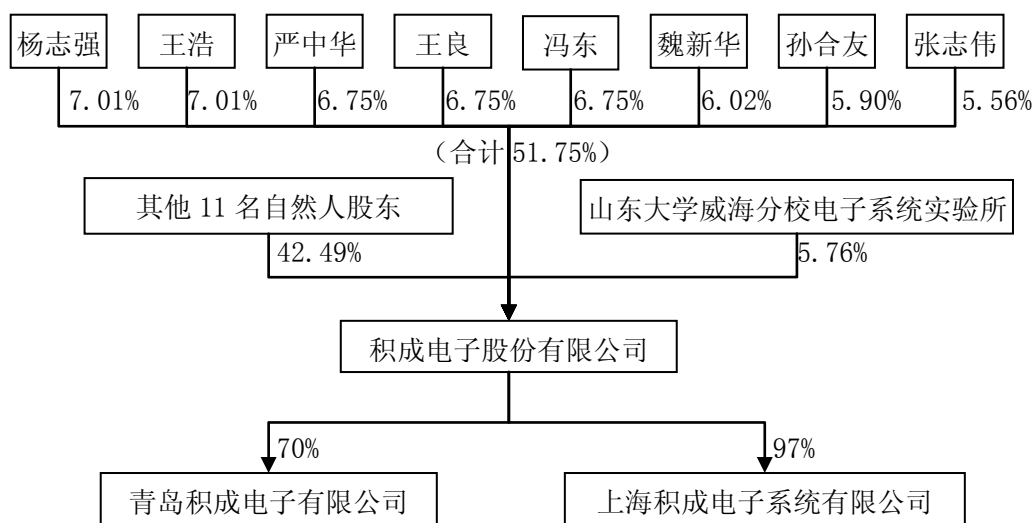 杨志强 王浩 严中华 王良 冯东 魏新华 孙合友 张志伟
7.01% 7.01% 6.75% 6.75% 6.75% 6.02% 5.90% 5.56%
（合计 51.75%）
其他 11 名自然人股东 山东大学威海分校电子系统实验所
42.49% 5.76%
积成电子股份有限公司
70% 97%
青岛积成电子有限公司 上海积成电子系统有限公司